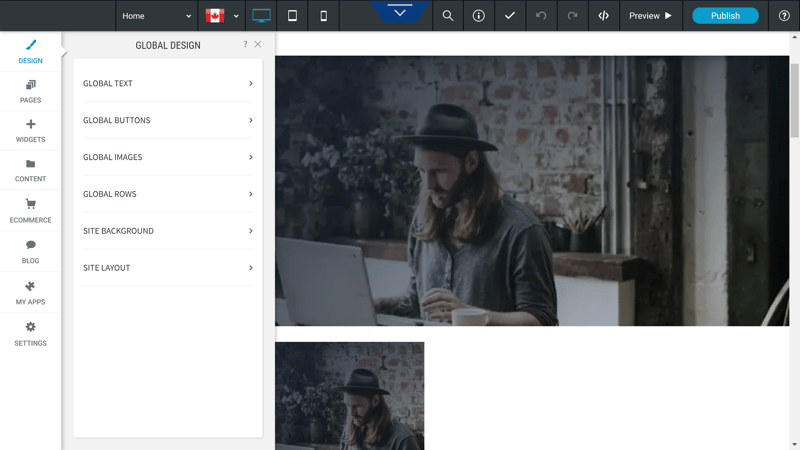 Home
Preview
Publish
DESIGN
PAGES
WIDGETS
CONTENT
ECOMMERCE
BLOG
MY APPS
SETTINGS
GLOBAL DESIGN
?
GLOBAL TEXT
GLOBAL BUTTONS
GLOBAL IMAGES
GLOBAL ROWS
SITE BACKGROUND
SITE LAYOUT